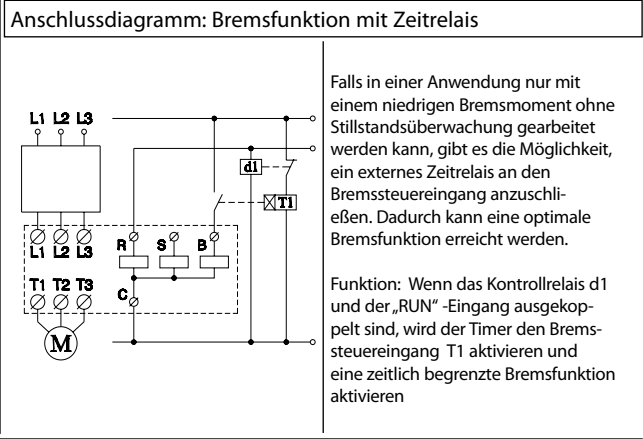 Anschlussdiagramm: Bremsfunktion mit Zeitrelais
L1 L2 L3
d1
T1
L1 L2 L3
R S B
T1 T2 T3
C
M
Falls in einer Anwendung nur mit
einem niedrigen Bremsmoment ohne
Stillstandsüberwachung gearbeitet
werden kann, gibt es die Möglichkeit,
ein externes Zeitrelais an den
Bremssteuereingang anzuschli-
eßen. Dadurch kann eine optimale
Bremsfunktion erreicht werden.
Funktion: Wenn das Kontrollrelais d1
und der „RUN“ -Eingang ausgekop-
pelt sind, wird der Timer den Brems-
steuereingang T1 aktivieren und
eine zeitlich begrenzte Bremsfunktion
aktivieren